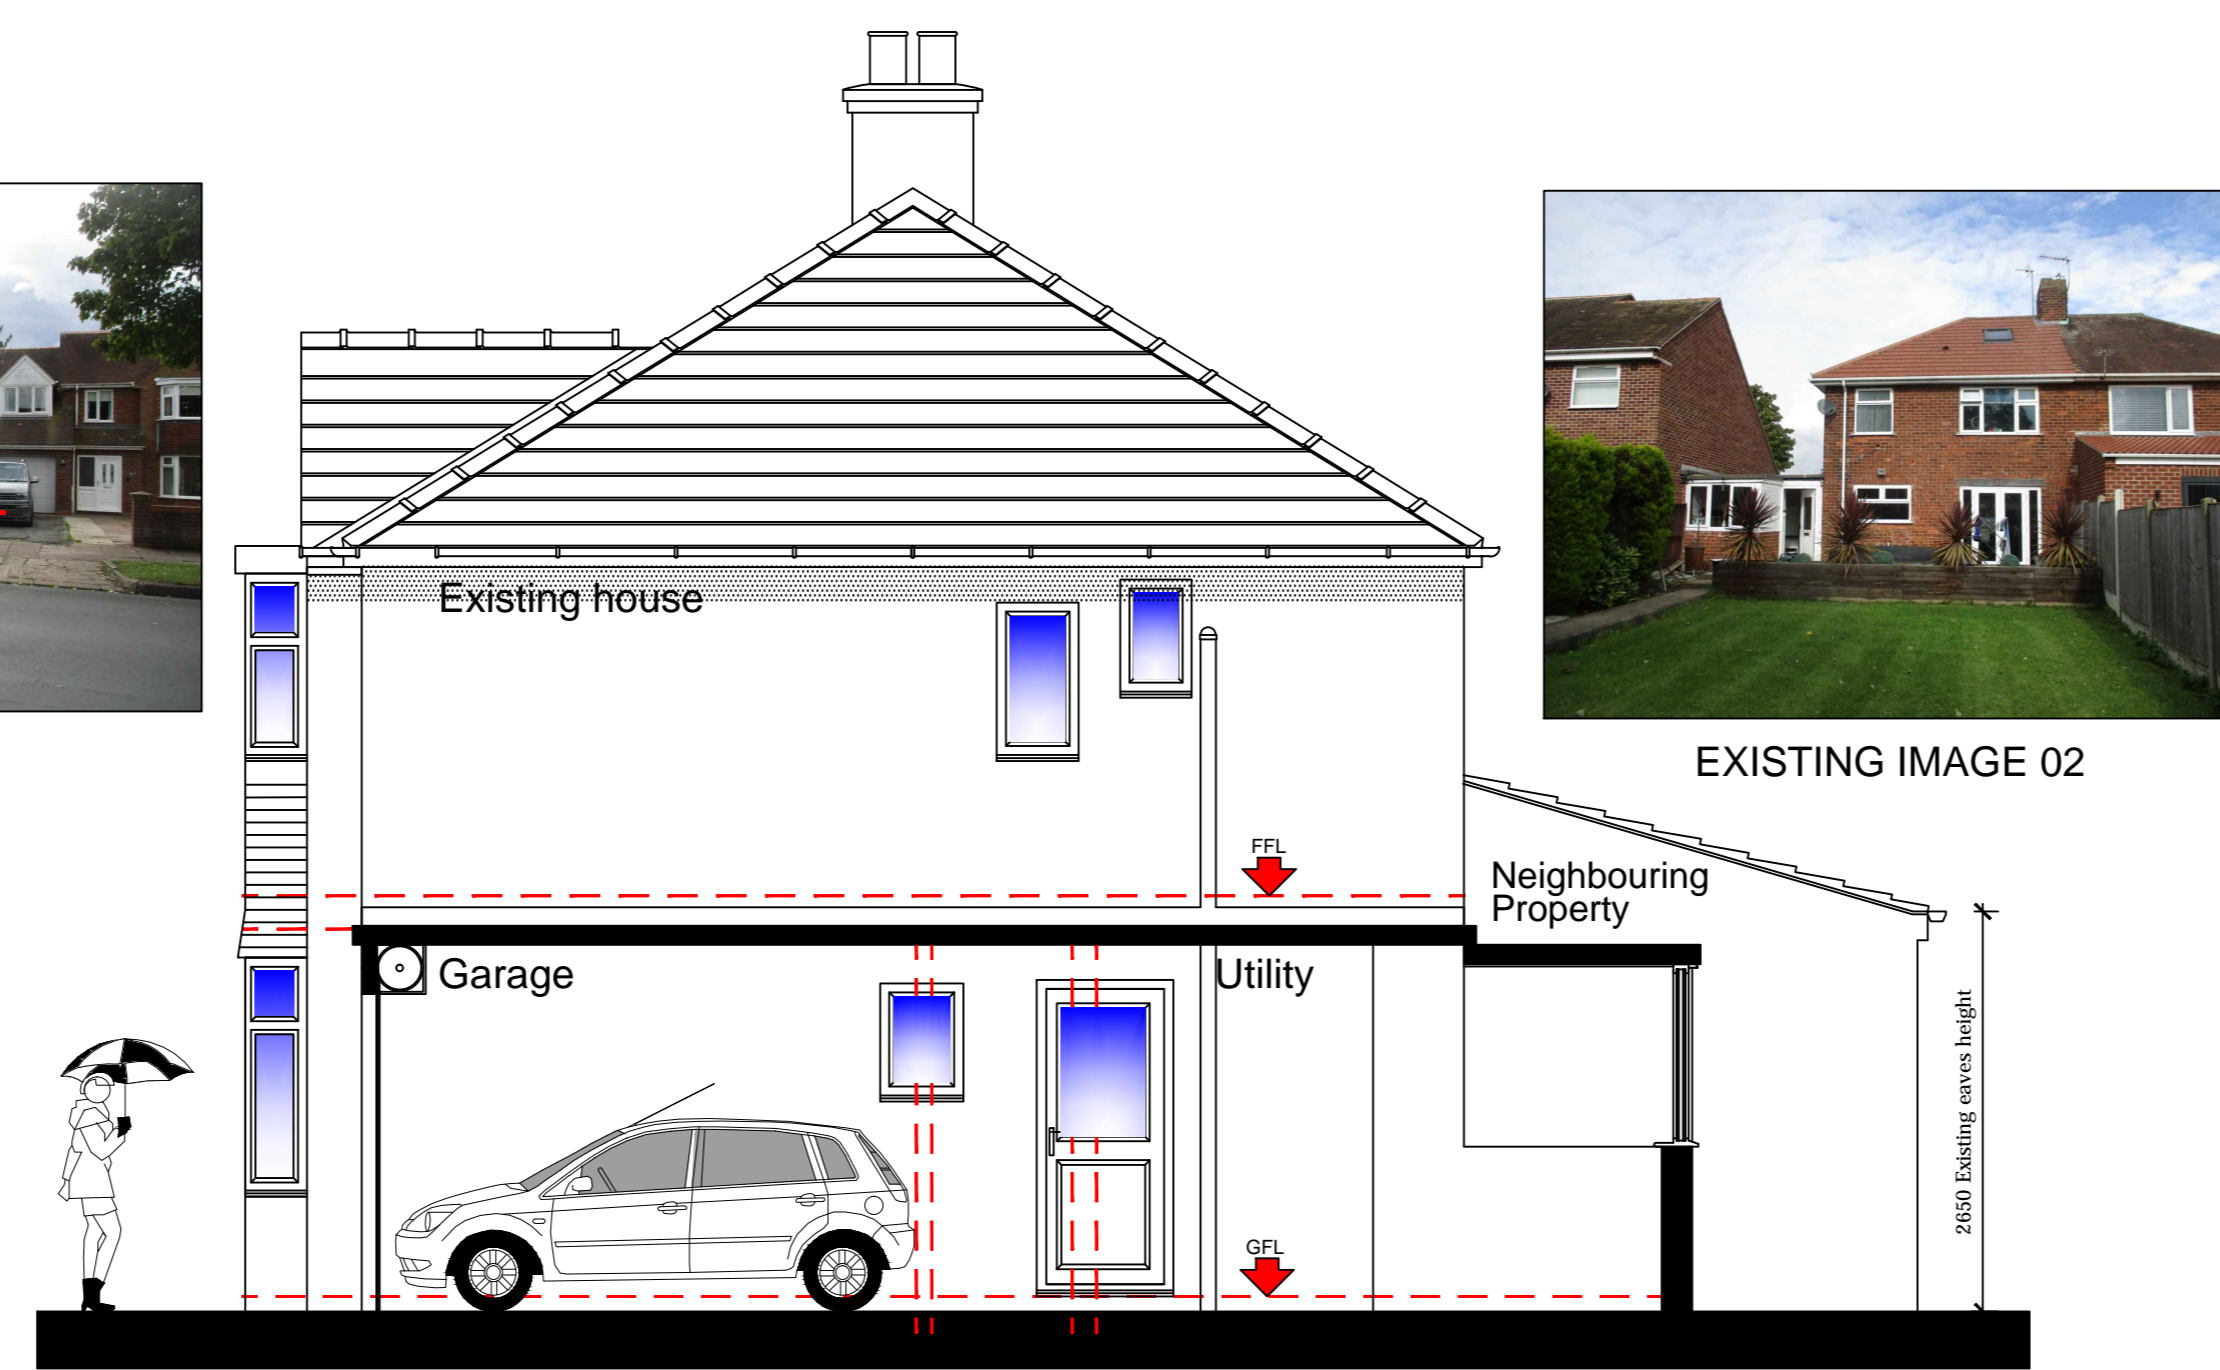 Existing house
EXISTING IMAGE 02
FFL
Neighbouring
Property
Garage
Utility
2650 Existing eaves height
GFL